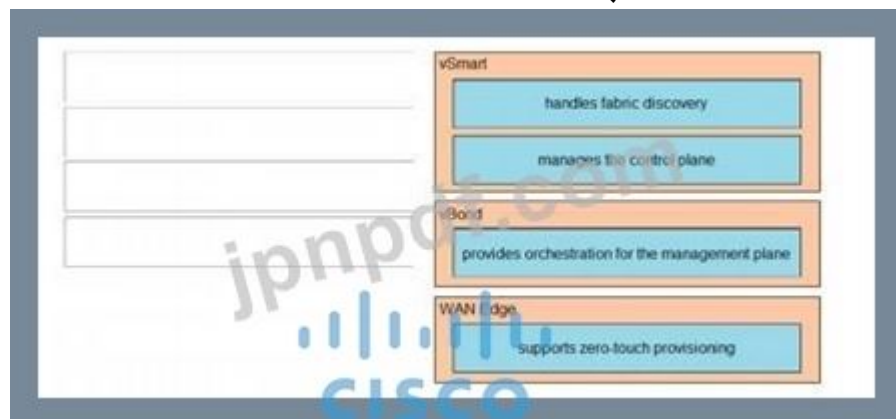 vSmart
handles fabric discovery
manages the control plane
vBond
provides orchestration for the management plane
WAN Edge
supports zero-touch provisioning
jpnpdf.com
CISCO